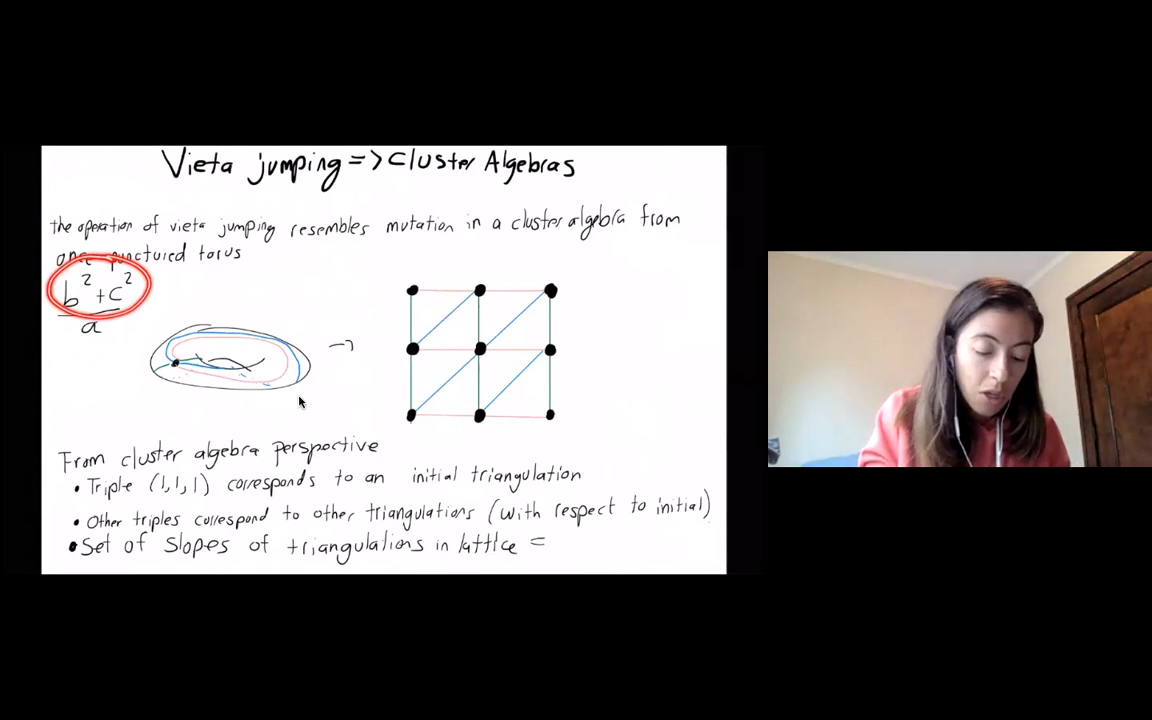 Vieta jumping => Cluster Algebras
the operation of vieta jumping resembles mutation in a cluster algebra from
one punctured torus
b² + c²
a
From cluster algebra perspective
• Triple (1,1,1) corresponds to an initial triangulation
• Other triples correspond to other triangulations (with respect to initial)
• Set of slopes of triangulations in lattice =